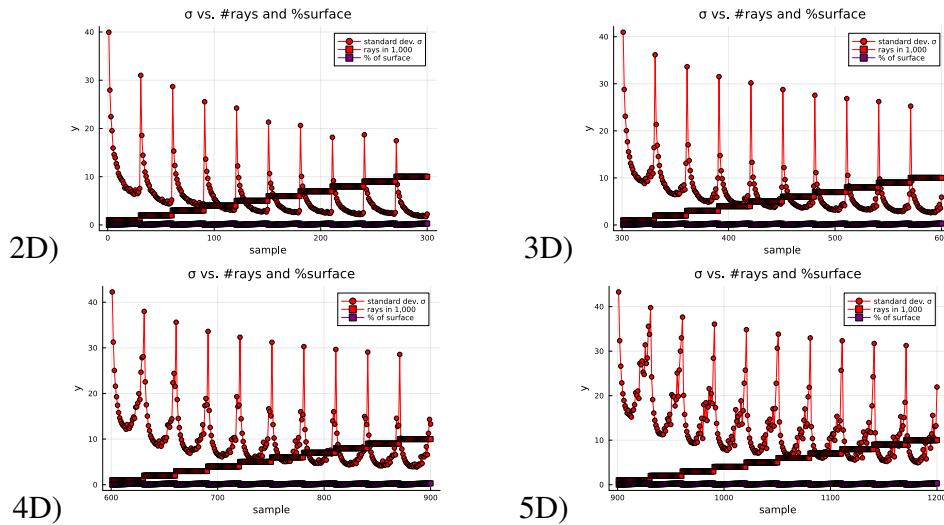 σ vs. #rays and %surface
standard dev. σ
rays in 1,000
% of surface
40
30
20
10
0
y
0 100 200 300
sample
2D)
σ vs. #rays and %surface
standard dev. σ
rays in 1,000
% of surface
40
30
20
10
0
y
300 400 500 600
sample
3D)
σ vs. #rays and %surface
standard dev. σ
rays in 1,000
% of surface
40
30
20
10
0
y
600 700 800 900
sample
4D)
σ vs. #rays and %surface
standard dev. σ
rays in 1,000
% of surface
40
30
20
10
0
y
900 1000 1100 1200
sample
5D)